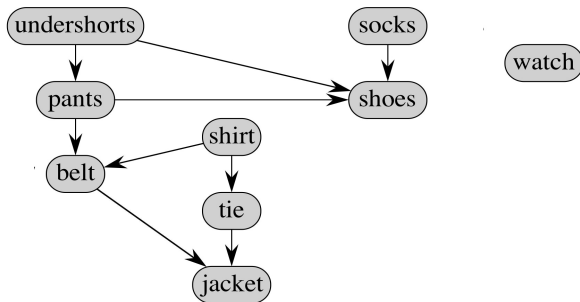 undershorts
socks
watch
pants
shoes
shirt
belt
tie
jacket